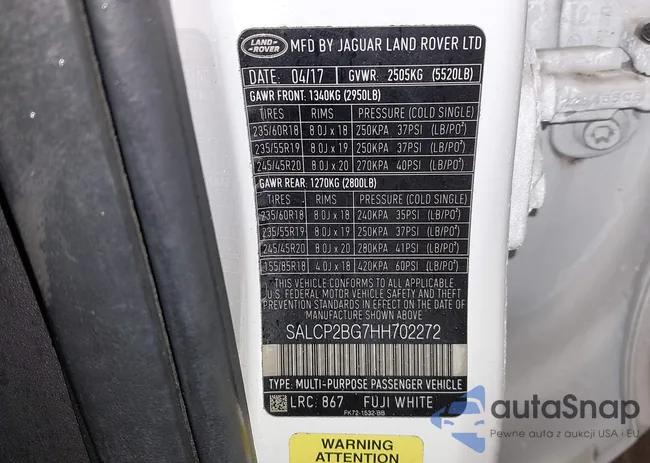 LAND-
ROVER
MFD BY JAGUAR LAND ROVER LTD
DATE: 04/17 GVWR. 2505KG (5520LB)
GAWR FRONT: 1340KG (2950LB)
TIRES RIMS PRESSURE (COLD SINGLE)
235/60R18 8.0J x 18 250KPA 37PSI (LB/PO²)
235/55R19 8.0J x 19 250KPA 37PSI (LB/PO²)
245/45R20 8.0J x 20 270KPA 40PSI (LB/PO²)
GAWR REAR: 1270KG (2800LB)
TIRES RIMS PRESSURE (COLD SINGLE)
235/60R18 8.0J x 18 240KPA 35PSI (LB/PO²)
235/55R19 8.0J x 19 250KPA 37PSI (LB/PO²)
245/45R20 8.0J x 20 280KPA 41PSI (LB/PO²)
155/85R18 4.0J x 18 420KPA 60PSI (LB/PO²)
THIS VEHICLE CONFORMS TO ALL APPLICABLE
U.S. FEDERAL MOTOR VEHICLE SAFETY AND THEFT
PREVENTION STANDARDS IN EFFECT ON THE DATE
OF MANUFACTURE SHOWN ABOVE.
SALCP2BG7HH702272
TYPE: MULTI-PURPOSE PASSENGER VEHICLE
LRC: 867 FUJI WHITE
FK72-1532-BB
WARNING
ATTENTION
autoSnap
Pewne auta z aukcji USA i EU